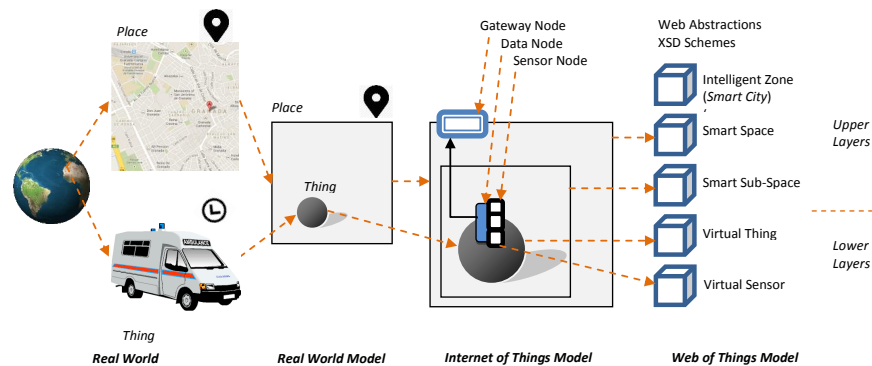 Place
Thing
Real World
Place
Thing
Real World Model
Gateway Node
Data Node
Sensor Node
Internet of Things Model
Web Abstractions
XSD Schemes
Intelligent Zone
(Smart City)
Smart Space
Smart Sub-Space
Virtual Thing
Virtual Sensor
Web of Things Model
Upper
Layers
Lower
Layers
AMBULANCE